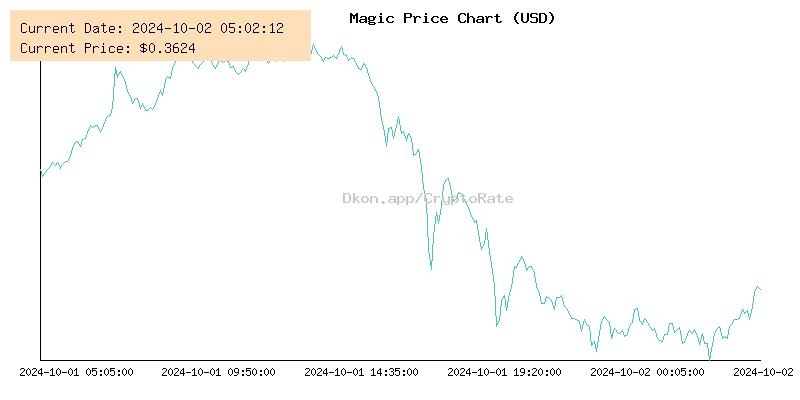 Magic Price Chart (USD)
Current Date: 2024-10-02 05:02:12
Current Price: $0.3624
Dkon.app/CryptoRate
2024-10-01 05:05:00 2024-10-01 09:50:00 2024-10-01 14:35:00 2024-10-01 19:20:00 2024-10-02 00:05:00 2024-10-02